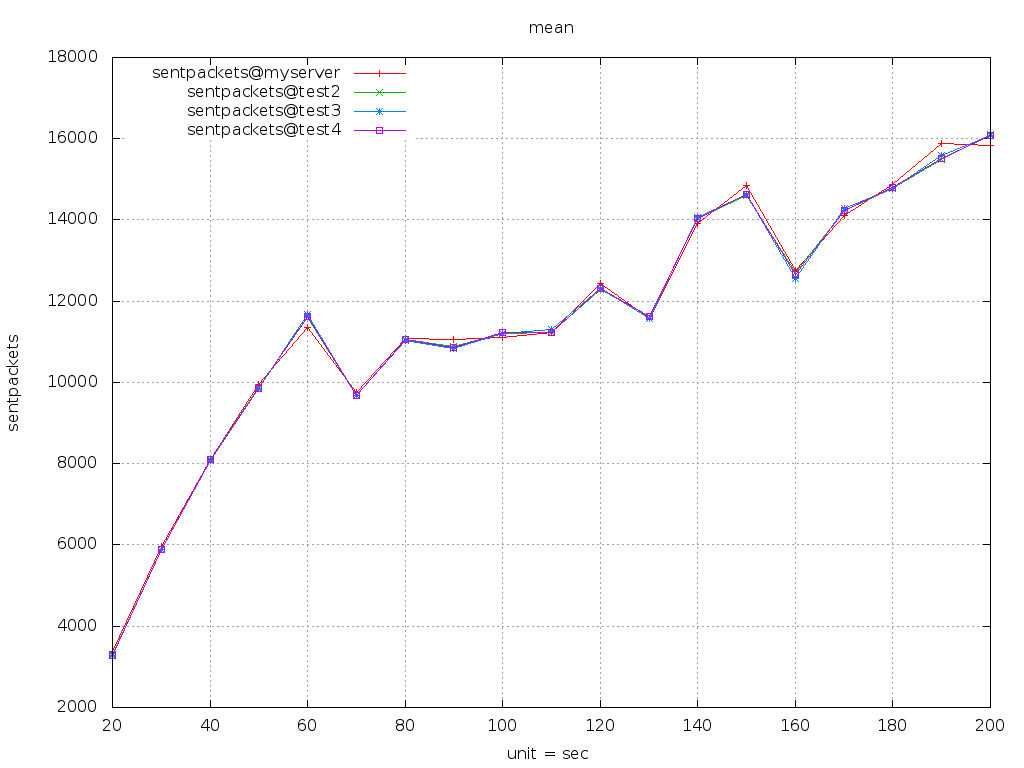 mean
18000
16000
14000
12000
10000
8000
6000
4000
2000
sentpackets@myserver
sentpackets@test2
sentpackets@test3
sentpackets@test4
sentpackets
20 40 60 80 100 120 140 160 180 200
unit = sec